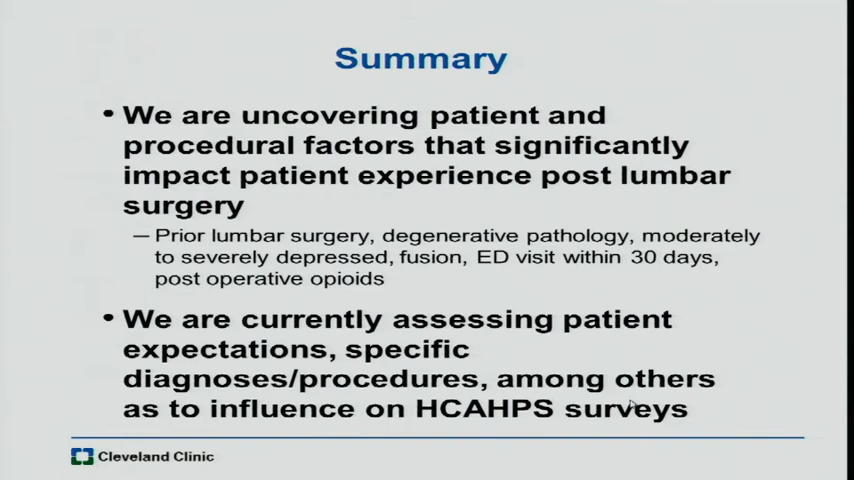 Summary
• We are uncovering patient and
procedural factors that significantly
impact patient experience post lumbar
surgery
– Prior lumbar surgery, degenerative pathology, moderately
to severely depressed, fusion, ED visit within 30 days,
post operative opioids
• We are currently assessing patient
expectations, specific
diagnoses/procedures, among others
as to influence on HCAHPS surveys
Cleveland Clinic